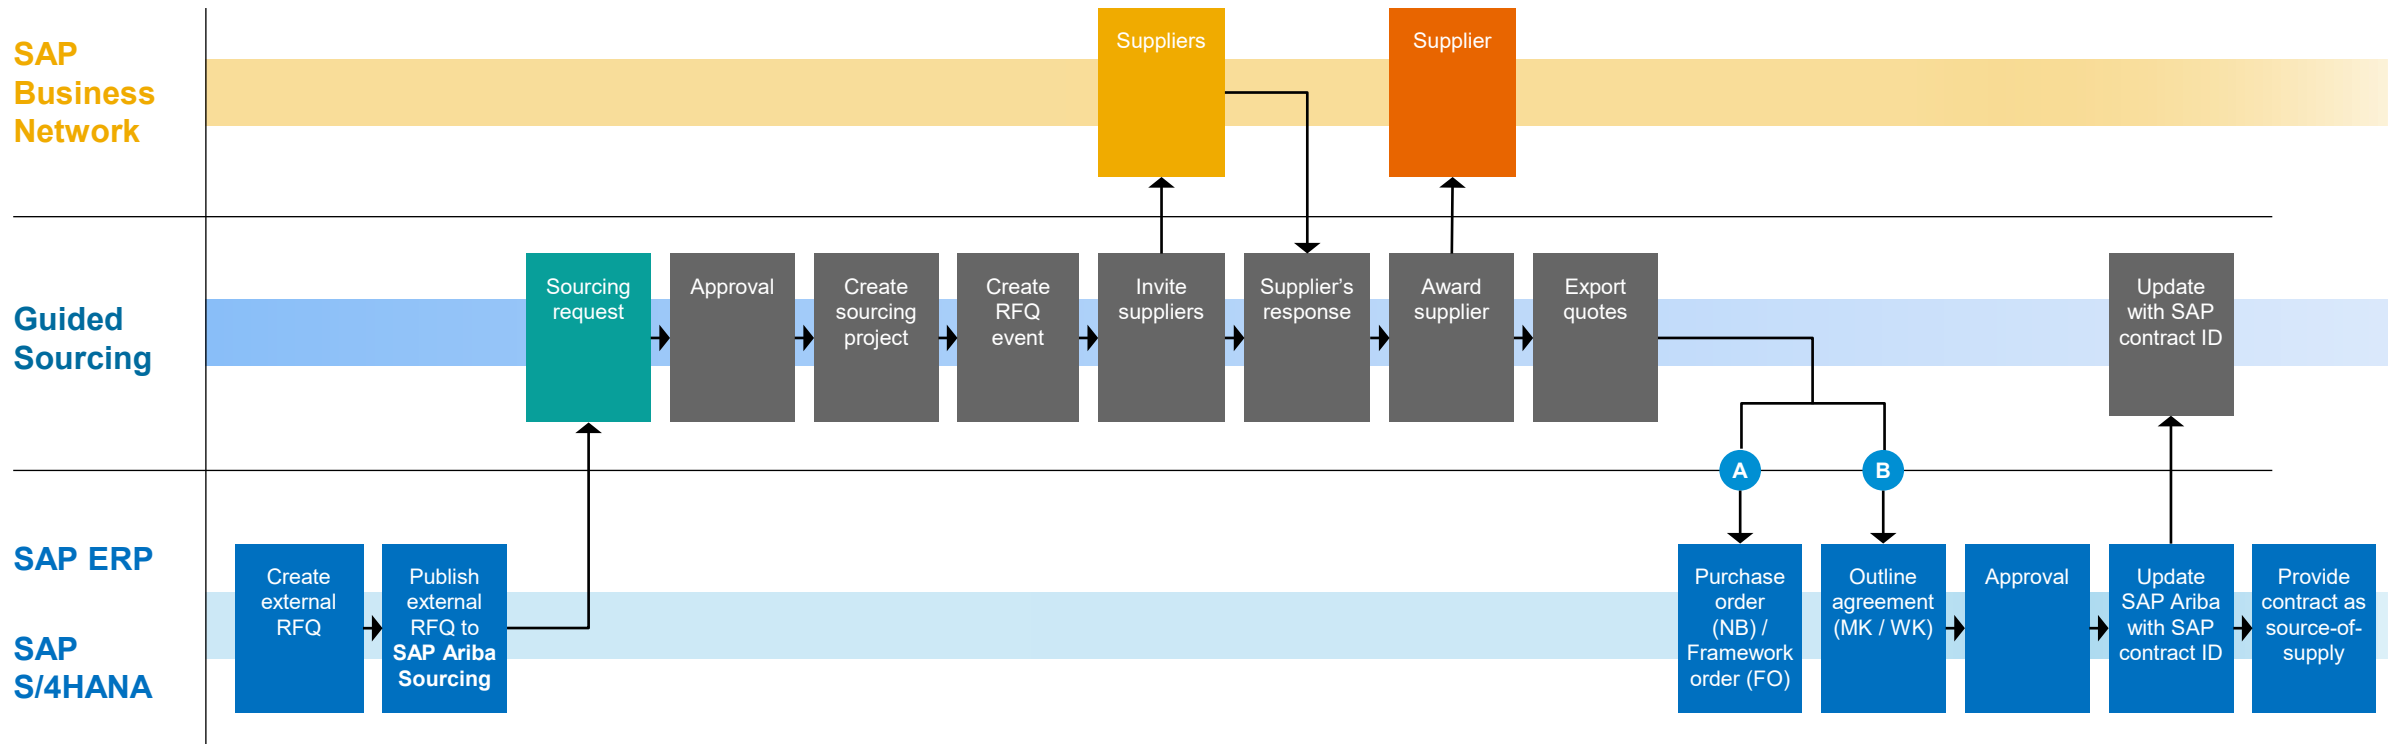 SAP
Business
Network
Suppliers
Supplier
Guided
Sourcing
Sourcing
request
Approval
Create
sourcing
project
Create
RFQ
event
Invite
suppliers
Supplier’s
response
Award
supplier
Export
quotes
Update
with SAP
contract ID
A
B
SAP ERP
SAP
S/4HANA
Create
external
RFQ
Publish
external
RFQ to
SAP Ariba
Sourcing
Purchase
order
(NB) /
Framework
order (FO)
Outline
agreement
(MK / WK)
Approval
Update
SAP Ariba
with SAP
contract ID
Provide
contract as
source-of-
supply